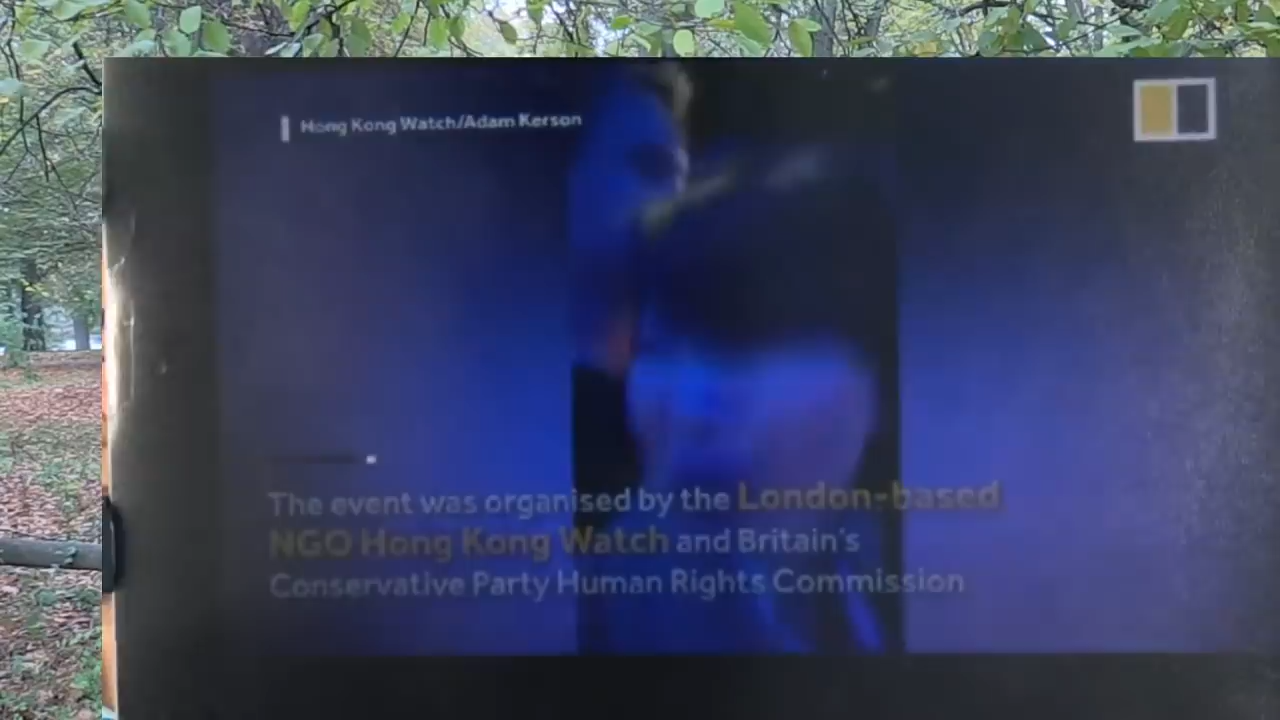 Hong Kong Watch/Adam Kerson
The event was organised by the London-based
NGO Hong Kong Watch and Britain's
Conservative Party Human Rights Commission